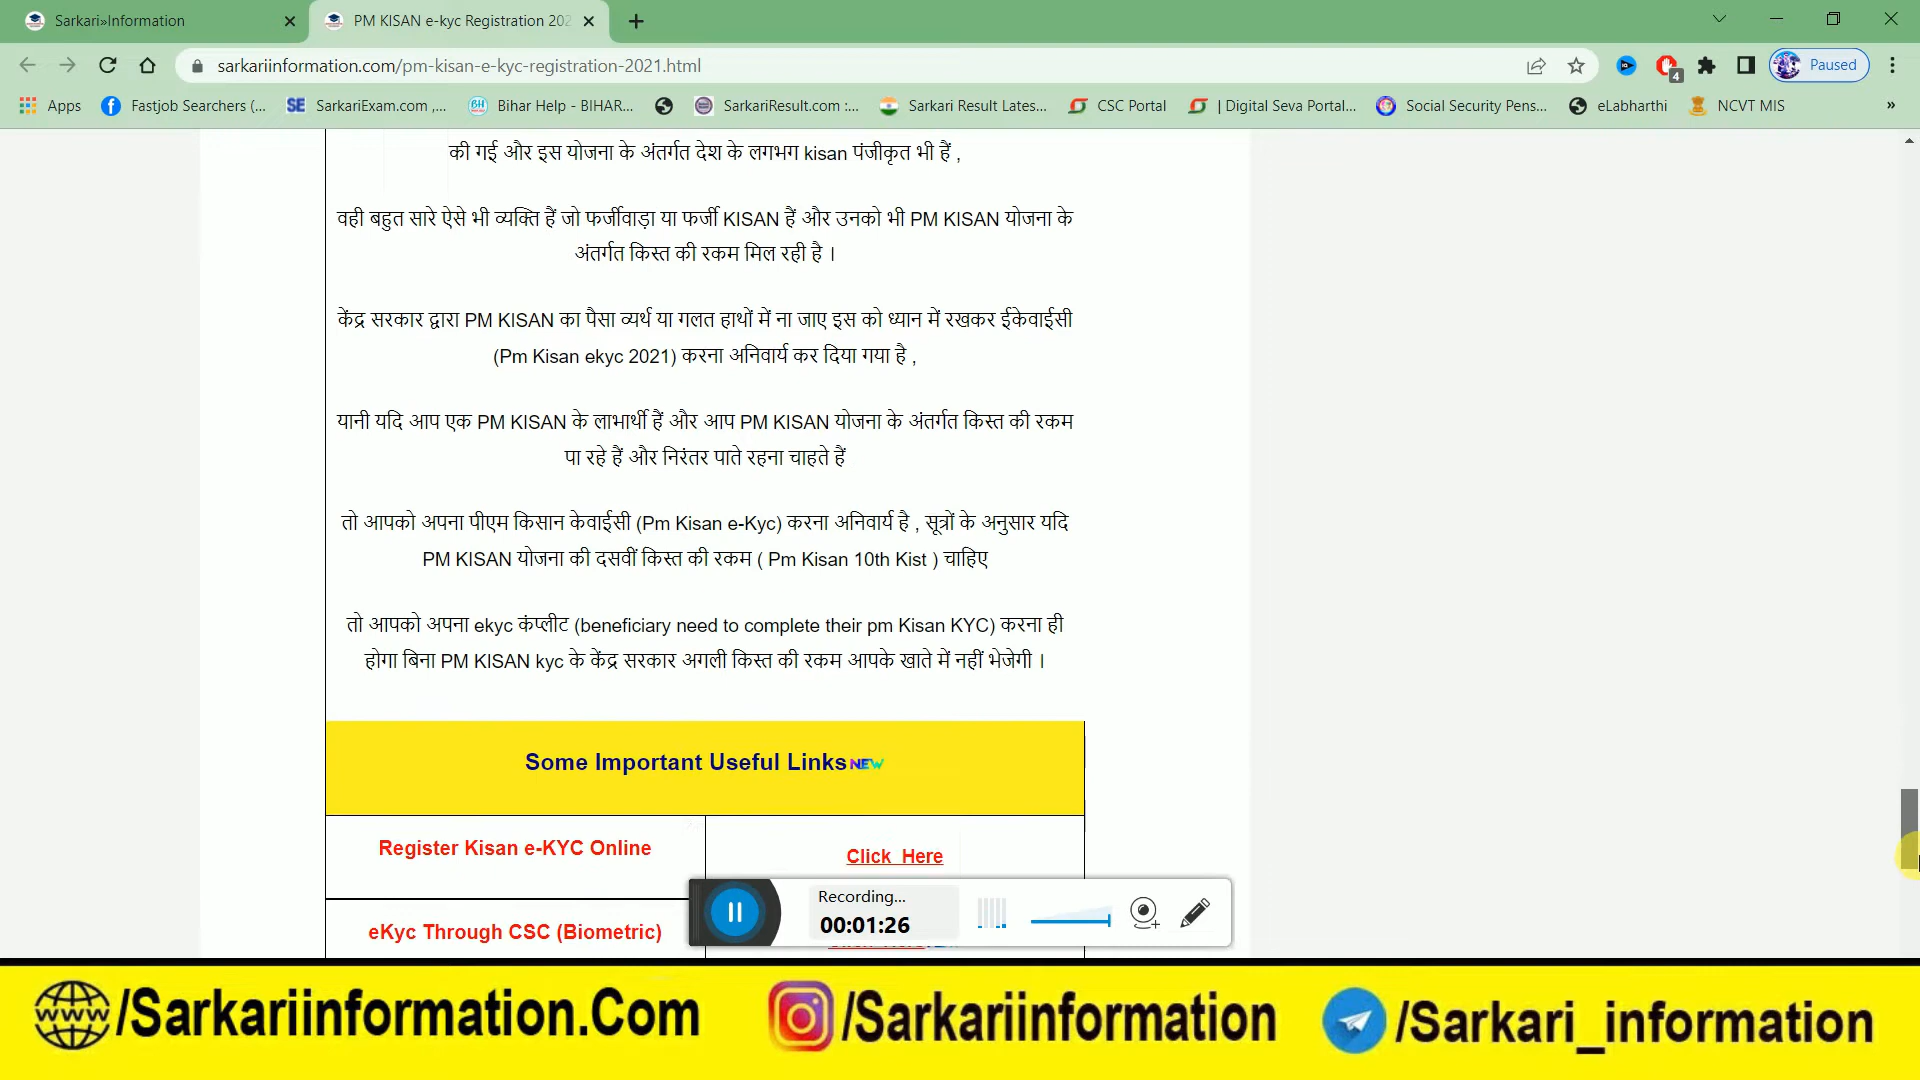 Sarkari»Information
PM KISAN e-kyc Registration 202
sarkariinformation.com/pm-kisan-e-kyc-registration-2021.html
4
Paused
Apps
Fastjob Searchers (...
SE
SarkariExam.com ,...
BH
Bihar Help - BIHAR...
SarkariResult.com :...
Sarkari Result Lates...
CSC Portal
| Digital Seva Portal...
Social Security Pens...
eLabharthi
NCVT MIS
»
की गई और इस योजना के अंतर्गत देश के लगभग kisan पंजीकृत भी हैं ,
वही बहुत सारे ऐसे भी व्यक्ति हैं जो फर्जीवाड़ा या फर्जी KISAN हैं और उनको भी PM KISAN योजना के
अंतर्गत किस्त की रकम मिल रही है ।
केंद्र सरकार द्वारा PM KISAN का पैसा व्यर्थ या गलत हाथों में ना जाए इस को ध्यान में रखकर ईकेवाईसी
(Pm Kisan ekyc 2021) करना अनिवार्य कर दिया गया है ,
यानी यदि आप एक PM KISAN के लाभार्थी हैं और आप PM KISAN योजना के अंतर्गत किस्त की रकम
पा रहे हैं और निरंतर पाते रहना चाहते हैं
तो आपको अपना पीएम किसान केवाईसी (Pm Kisan e-Kyc) करना अनिवार्य है , सूत्रों के अनुसार यदि
PM KISAN योजना की दसवीं किस्त की रकम ( Pm Kisan 10th Kist ) चाहिए
तो आपको अपना ekyc कंप्लीट (beneficiary need to complete their pm Kisan KYC) करना ही
होगा बिना PM KISAN kyc के केंद्र सरकार अगली किस्त की रकम आपके खाते में नहीं भेजेगी ।
Some Important Useful Links NEW
Register Kisan e-KYC Online
Click Here
Recording...
00:01:26
eKyc Through CSC (Biometric)
www /Sarkariinformation.Com
/Sarkariinformation
/Sarkari_information